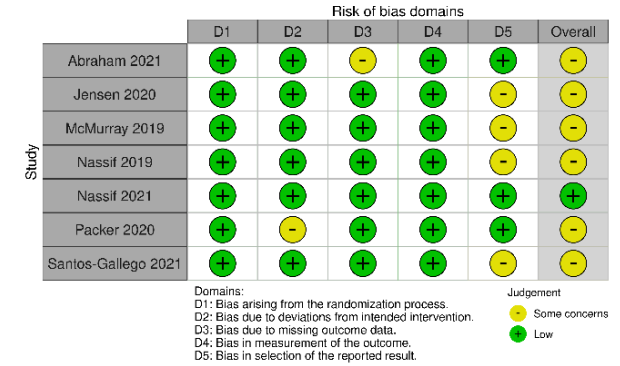 Risk of bias domains
D1 D2 D3 D4 D5 Overall
Study
Abraham 2021 + + - + + -
Jensen 2020 + + + + - -
McMurray 2019 + + + + - -
Nassif 2019 + + + + - -
Nassif 2021 + + + + + +
Packer 2020 + - + + + -
Santos-Gallego 2021 + + + + - -
Domains:
D1: Bias arising from the randomization process.
D2: Bias due to deviations from intended intervention.
D3: Bias due to missing outcome data.
D4: Bias in measurement of the outcome.
D5: Bias in selection of the reported result.
Judgement
- Some concerns
+ Low